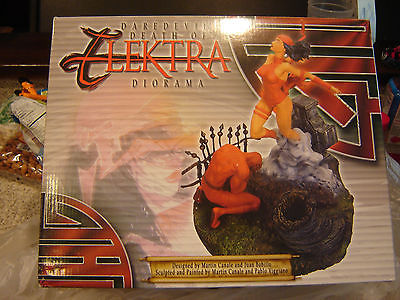 DAREDEVIL
DEATH OF
ELEKTRA
DIORAMA
Designed by Martin Canale and Juan Bobillo
Sculpted and Painted by Martin Canale and Pablo Viggiano